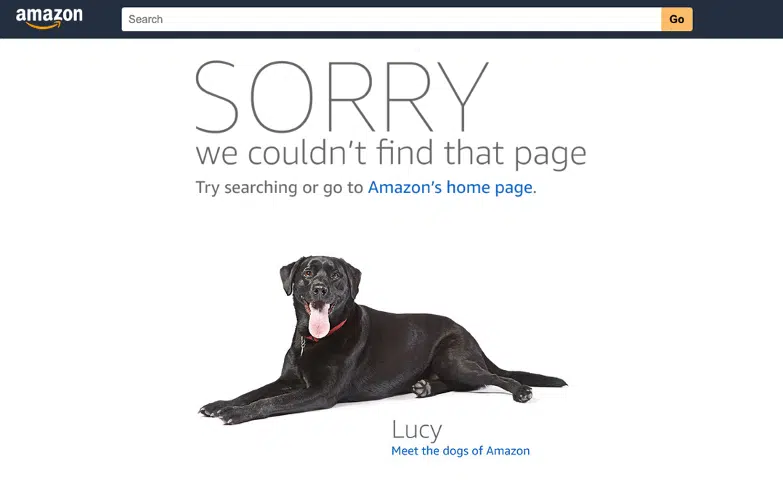 amazon
Search
Go
SORRY
we couldn't find that page
Try searching or go to Amazon's home page.
Lucy
Meet the dogs of Amazon